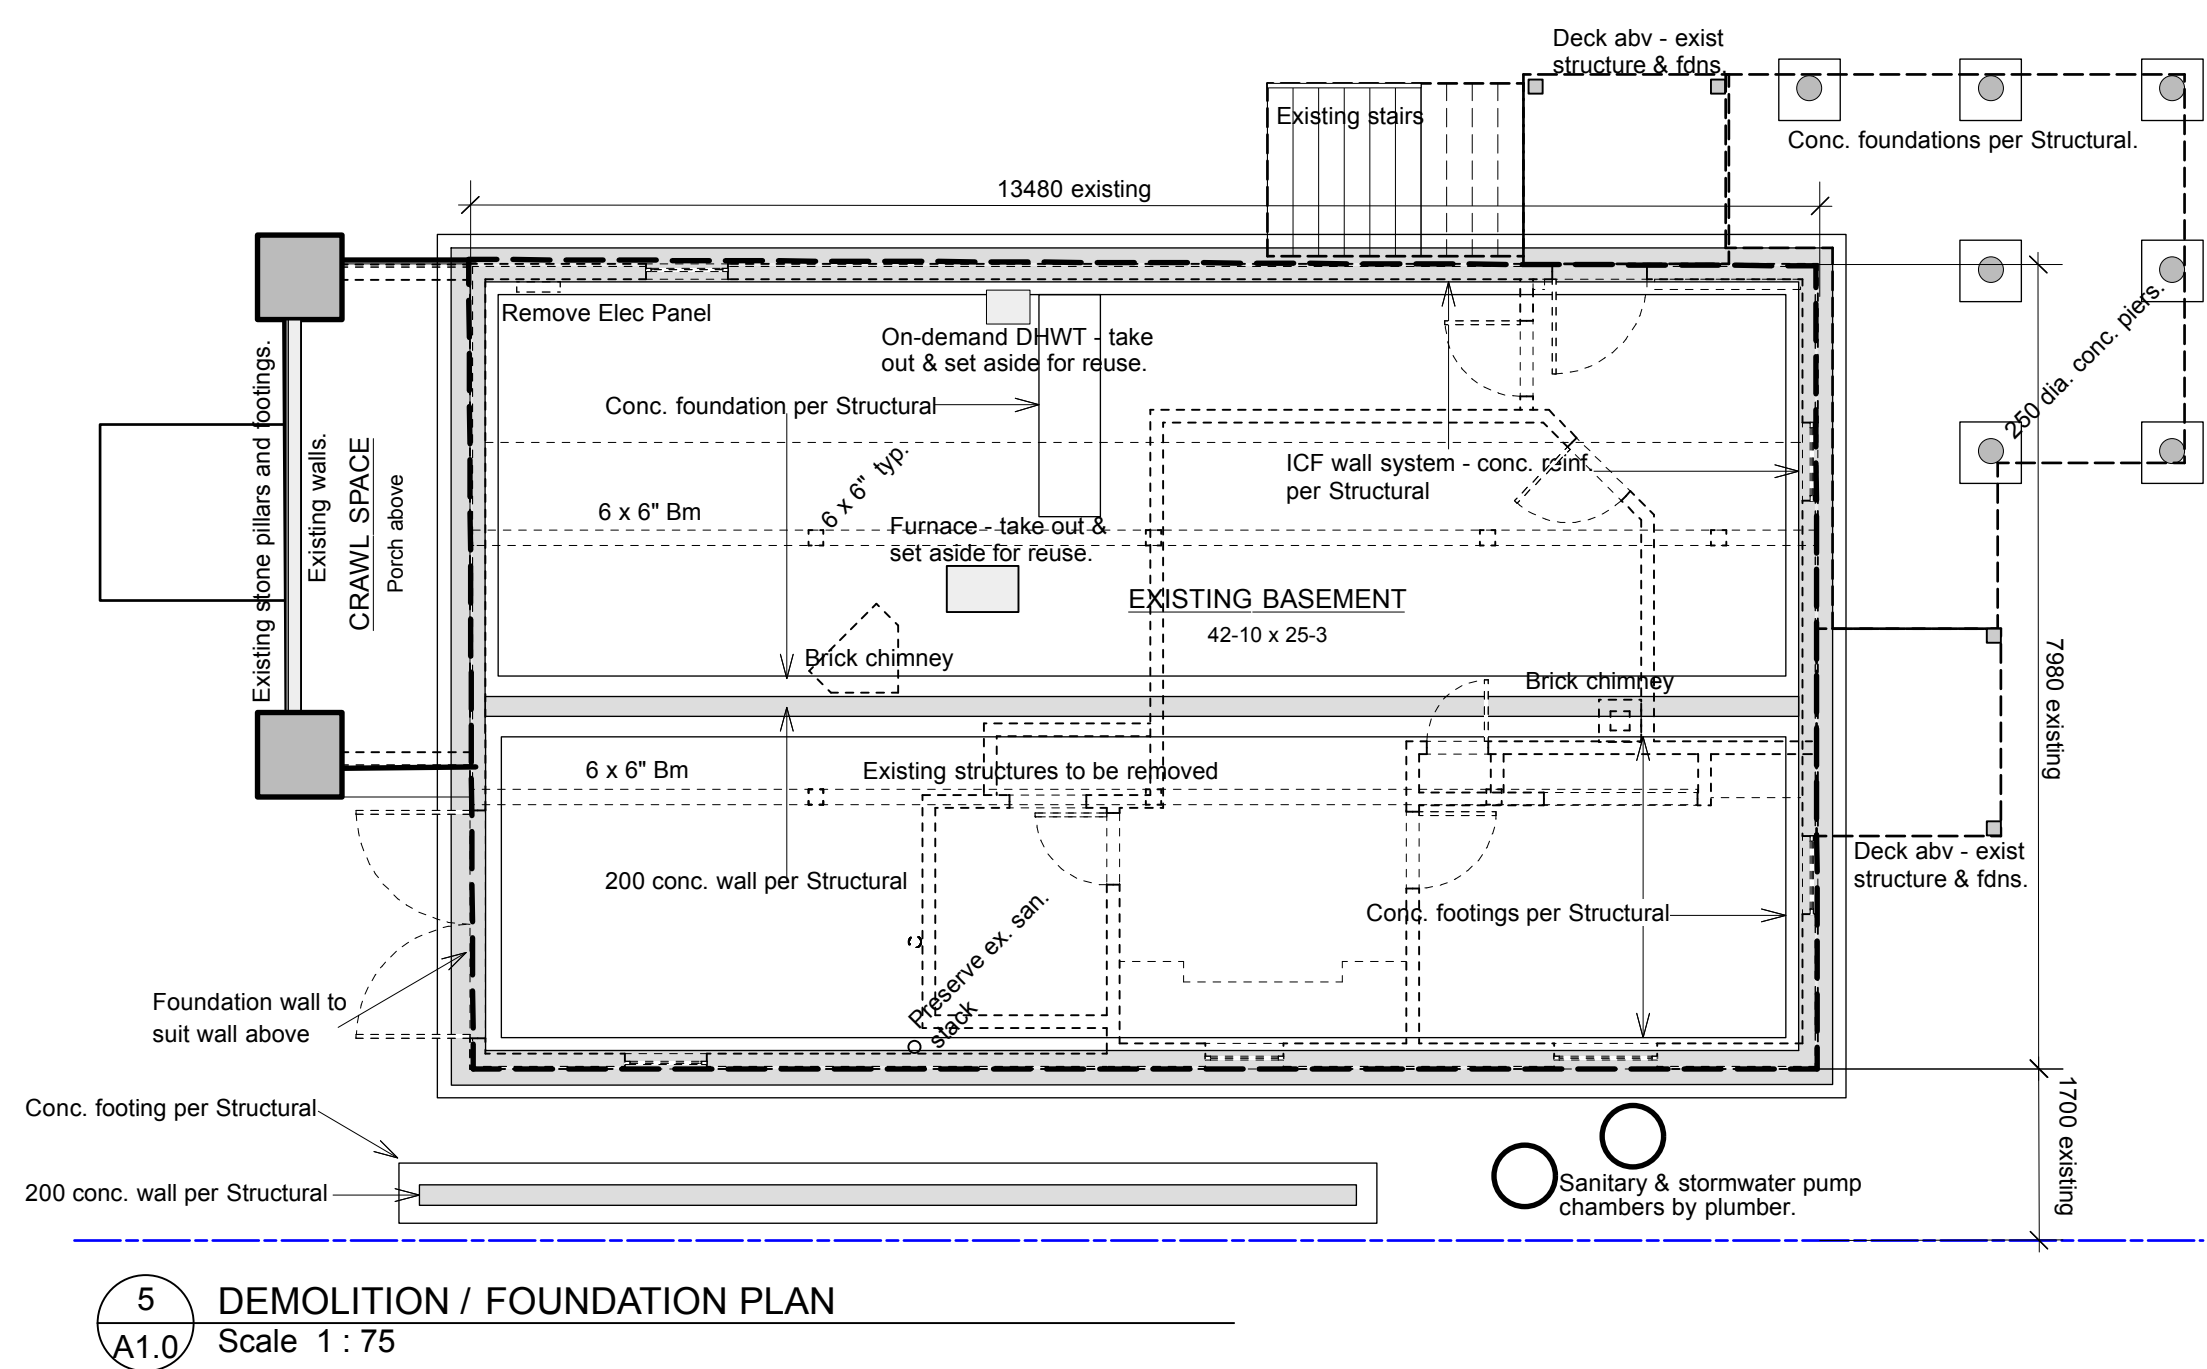 Deck abv - exist
structure & fdns.
Existing stairs
Conc. foundations per Structural.
13480 existing
Remove Elec Panel
On-demand DHWT - take
out & set aside for reuse.
250 dia. conc. piers.
Conc. foundation per Structural
Existing stone pillars and footings.
Existing walls.
CRAWL SPACE
Porch above
6 x 6" typ.
ICF wall system - conc. reinf.
per Structural
6 x 6" Bm
Furnace - take out &
set aside for reuse.
EXISTING BASEMENT
42-10 x 25-3
Brick chimney
Brick chimney
7980 existing
6 x 6" Bm
Existing structures to be removed
Deck abv - exist
structure & fdns.
200 conc. wall per Structural
Conc. footings per Structural
Preserve ex. san.
stack
Foundation wall to
suit wall above
Conc. footing per Structural
1700 existing
200 conc. wall per Structural
Sanitary & stormwater pump
chambers by plumber.
5
A1.0
DEMOLITION / FOUNDATION PLAN
Scale 1 : 75